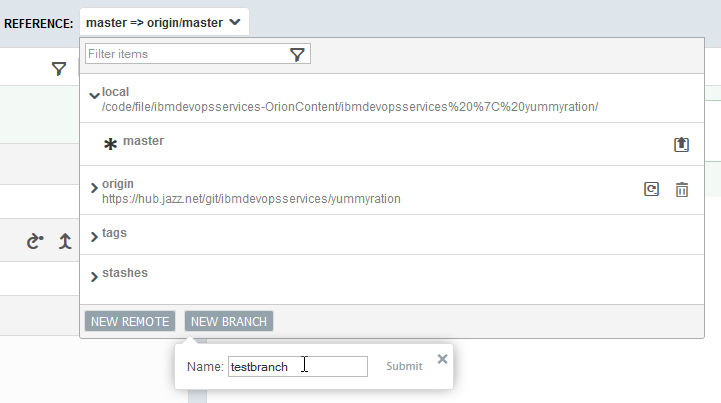 REFERENCE: master => origin/master
Filter items
local
/code/file/ibmdevopsservices-OrionContent/ibmdevopsservices%20%7C%20yummyration/
master
origin
https://hub.jazz.net/git/ibmdevopsservices/yummyration
tags
stashes
NEW REMOTE NEW BRANCH
Name: testbranch Submit